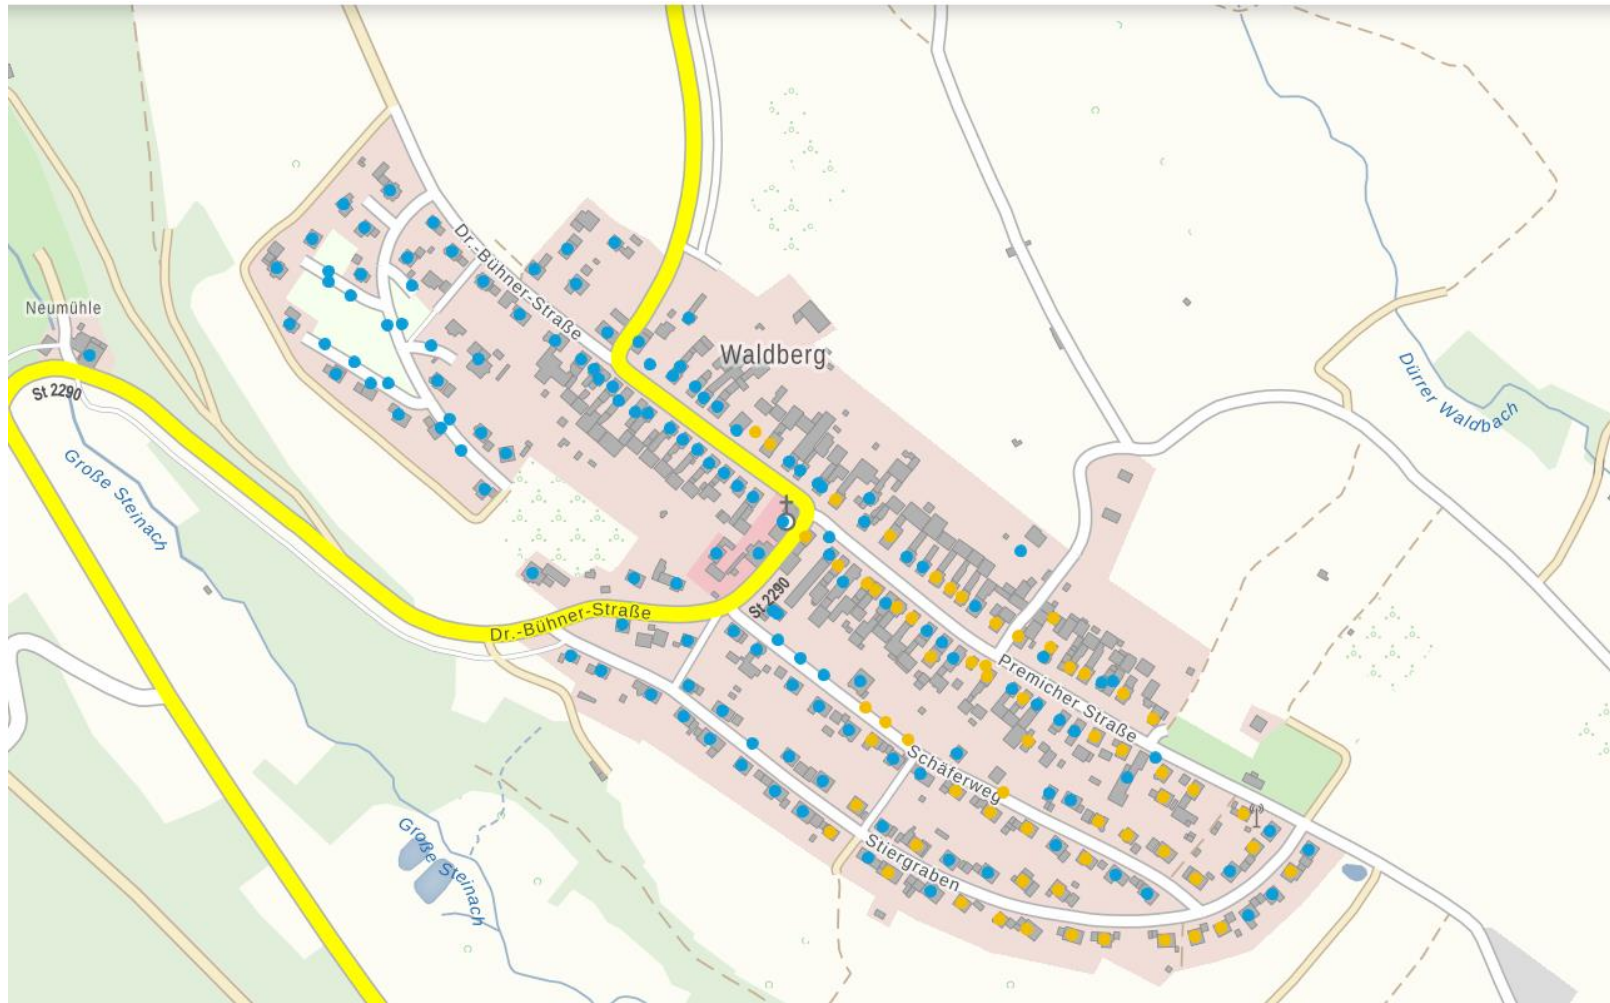 Dr.-Bühner-Straße
Neumühle
Waldberg
St 2290
Dürrer Waldbach
Große Steinach
St 2290
Dr.-Bühner-Straße
Premicher Straße
Schäferweg
Große Steinach
Stiergraben